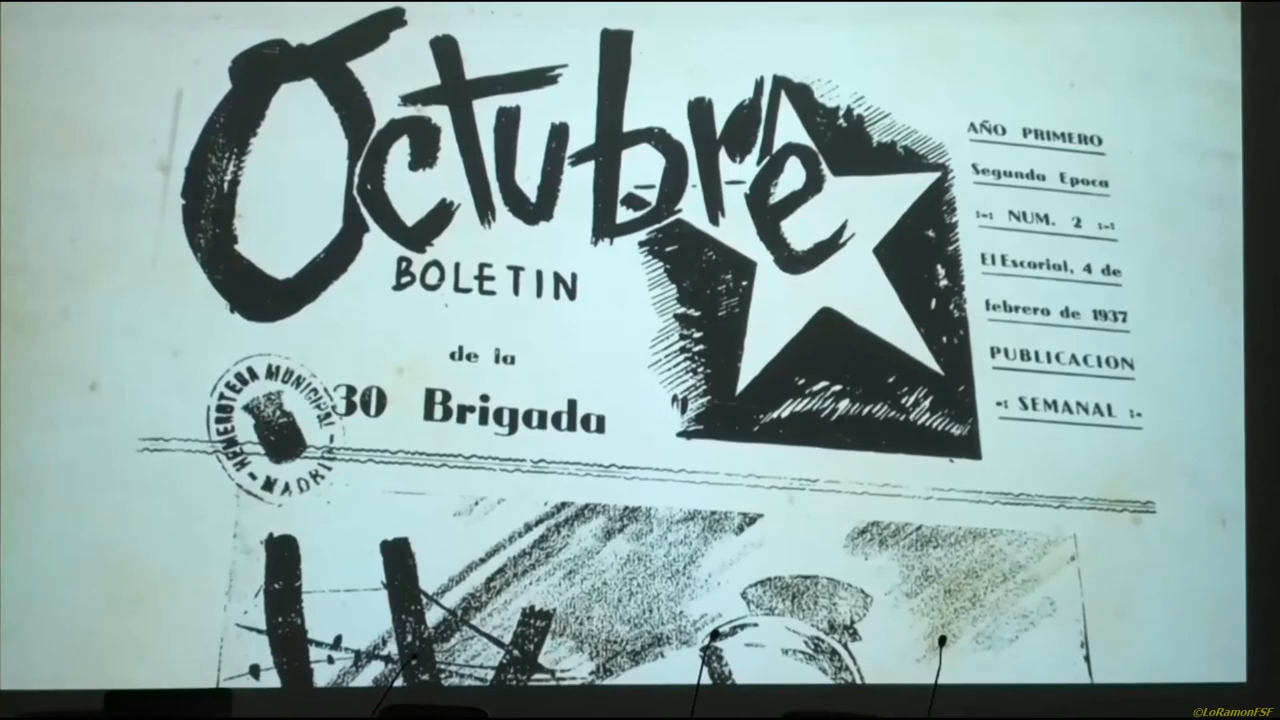 Octubre
BOLETIN
de la
30 Brigada
HEMEROTECA MUNICIPAL
- MADRID -
AÑO PRIMERO
Segunda Epoca
:-: NUM. 2 :-:
El Escorial, 4 de
febrero de 1937
PUBLICACION
-: SEMANAL :-
©LoRamonFSF